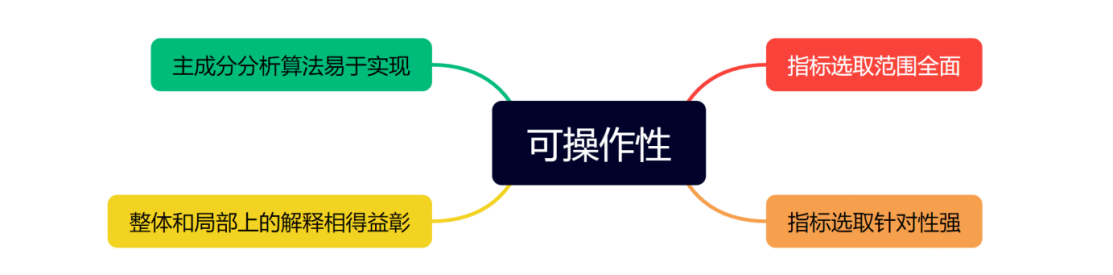 主成分分析算法易于实现
指标选取范围全面
可操作性
整体和局部上的解释相得益彰
指标选取针对性强